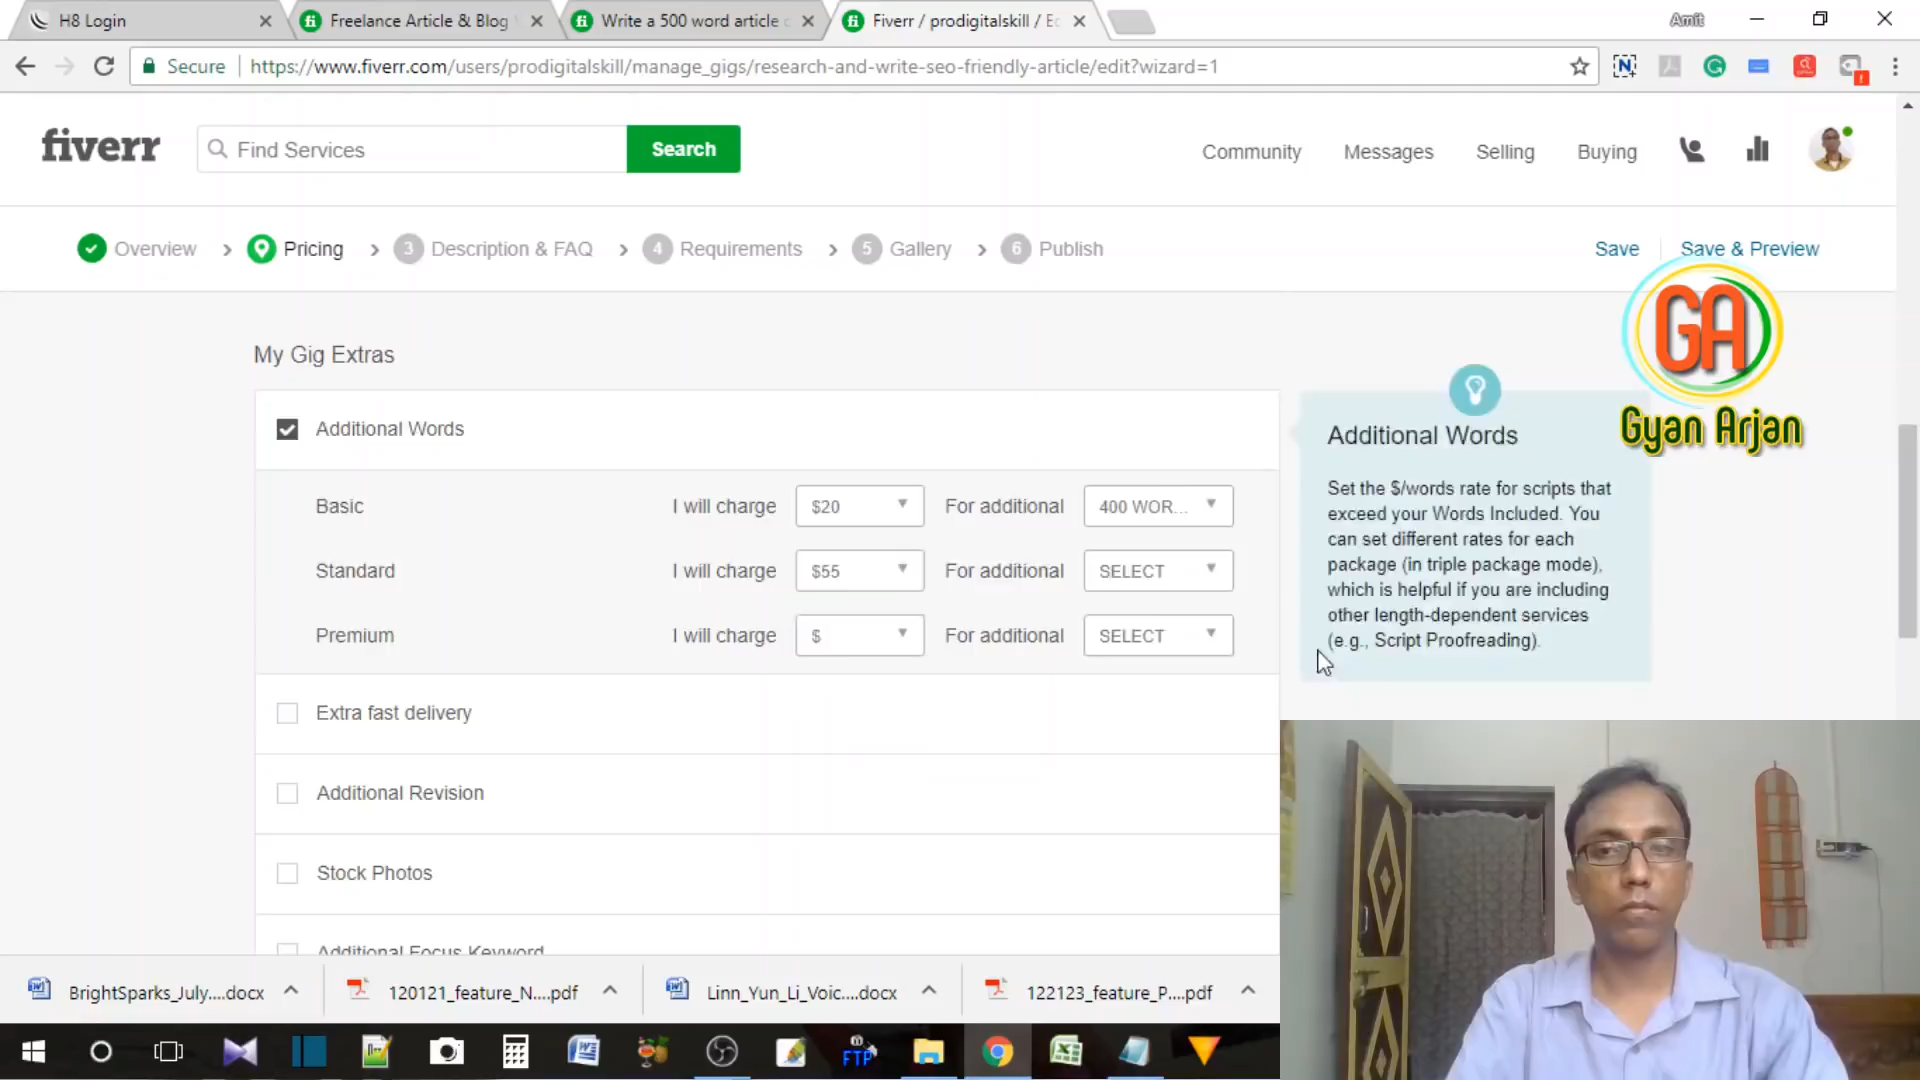 H8 Login
Freelance Article & Blog
Write a 500 word article
Fiverr / prodigitalskill / Ec
Amit
Secure
https://www.fiverr.com/users/prodigitalskill/manage_gigs/research-and-write-seo-friendly-article/edit?wizard=1
fiverr
Find Services
Search
Community
Messages
Selling
Buying
Overview
Pricing
3 Description & FAQ
4 Requirements
5 Gallery
6 Publish
Save
Save & Preview
GA
Gyan Arjan
My Gig Extras
Additional Words
Basic I will charge $20 For additional 400 WOR...
Standard I will charge $55 For additional SELECT
Premium I will charge $ For additional SELECT
Extra fast delivery
Additional Revision
Stock Photos
Additional Focus Keyword
Additional Words
Set the $/words rate for scripts that
exceed your Words Included. You
can set different rates for each
package (in triple package mode),
which is helpful if you are including
other length-dependent services
(e.g., Script Proofreading).
BrightSparks_July....docx
120121_feature_N....pdf
Linn_Yun_Li_Voic....docx
122123_feature_P....pdf
FTP